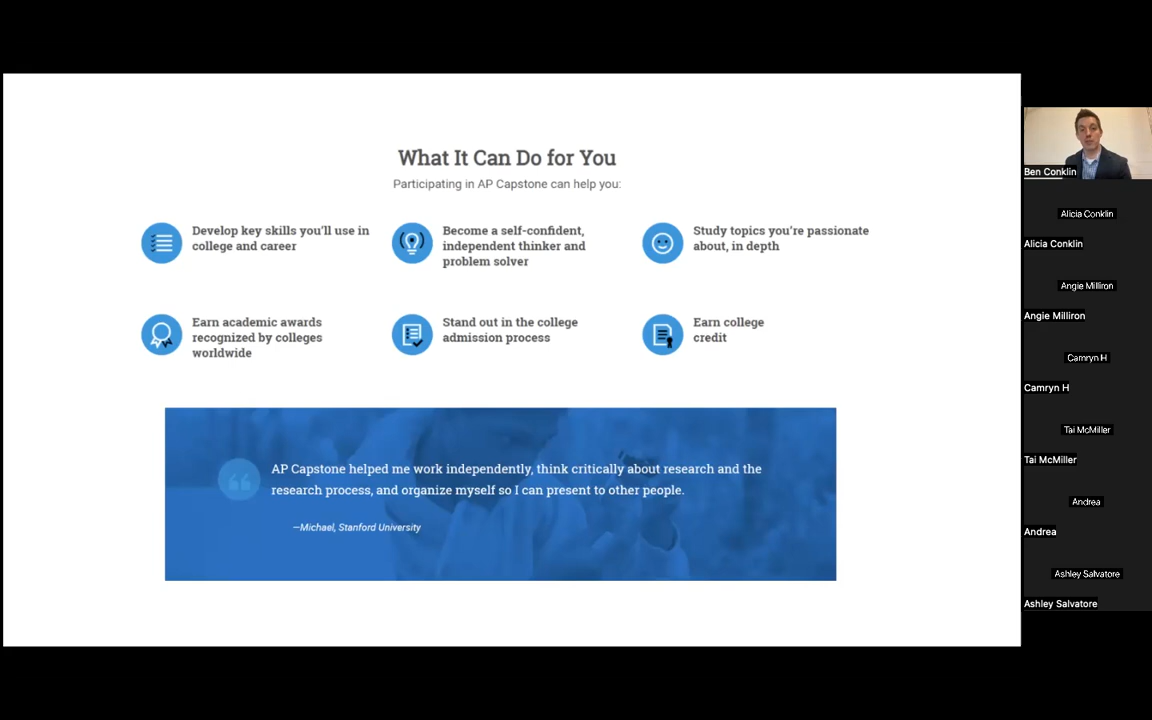 What It Can Do for You
Participating in AP Capstone can help you:
Develop key skills you'll use in
college and career
Become a self-confident,
independent thinker and
problem solver
Study topics you're passionate
about, in depth
Earn academic awards
recognized by colleges
worldwide
Stand out in the college
admission process
Earn college
credit
AP Capstone helped me work independently, think critically about research and the
research process, and organize myself so I can present to other people.
—Michael, Stanford University
Ben Conklin
Alicia Conklin
Alicia Conklin
Angie Milliron
Angie Milliron
Camryn H
Camryn H
Tai McMiller
Tai McMiller
Andrea
Andrea
Ashley Salvatore
Ashley Salvatore